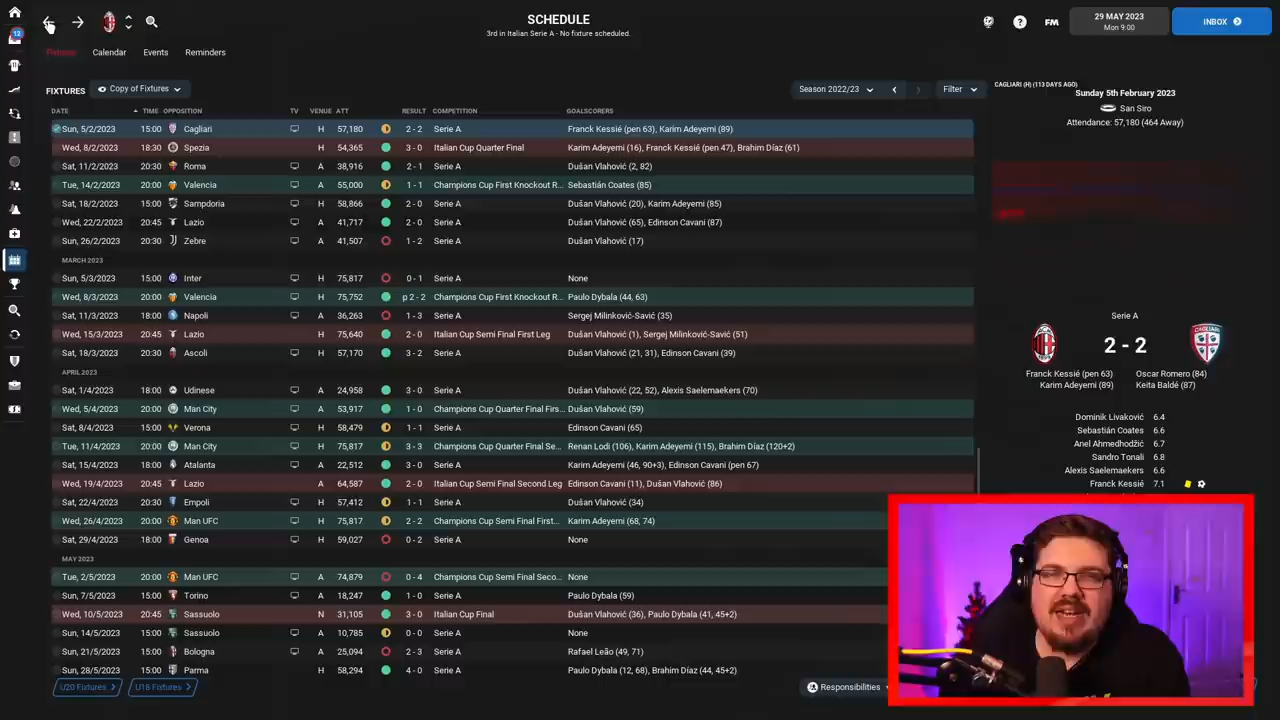 SCHEDULE
3rd in Italian Serie A - No fixture scheduled.
12
FM
29 MAY 2023
Mon 9:00
INBOX
Fixtures Calendar Events Reminders
FIXTURES Copy of Fixtures Season 2022/23 Filter
DATE TIME OPPOSITION TV VENUE ATT RESULT COMPETITION GOALSCORERS
Sun, 5/2/2023 15:00 Cagliari H 57,180 2 - 2 Serie A Franck Kessié (pen 63), Karim Adeyemi (89)
Wed, 8/2/2023 18:30 Spezia H 54,365 3 - 0 Italian Cup Quarter Final Karim Adeyemi (16), Franck Kessié (pen 47), Brahim Díaz (61)
Sat, 11/2/2023 20:30 Roma A 38,916 2 - 1 Serie A Dušan Vlahović (2, 82)
Tue, 14/2/2023 20:00 Valencia A 55,000 1 - 1 Champions Cup First Knockout R... Sebastián Coates (85)
Sat, 18/2/2023 15:00 Sampdoria H 58,866 2 - 0 Serie A Dušan Vlahović (20), Karim Adeyemi (85)
Wed, 22/2/2023 20:45 Lazio A 41,717 2 - 0 Serie A Dušan Vlahović (65), Edinson Cavani (87)
Sun, 26/2/2023 20:30 Zebre A 41,507 1 - 2 Serie A Dušan Vlahović (17)
MARCH 2023
Sun, 5/3/2023 15:00 Inter H 75,817 0 - 1 Serie A None
Wed, 8/3/2023 20:00 Valencia H 75,752 p 2 - 2 Champions Cup First Knockout R... Paulo Dybala (44, 63)
Sat, 11/3/2023 18:00 Napoli A 36,263 1 - 3 Serie A Sergej Milinković-Savić (35)
Wed, 15/3/2023 20:45 Lazio H 75,640 2 - 0 Italian Cup Semi Final First Leg Dušan Vlahović (1), Sergej Milinković-Savić (51)
Sat, 18/3/2023 20:30 Ascoli H 57,170 3 - 2 Serie A Dušan Vlahović (21, 31), Edinson Cavani (39)
APRIL 2023
Sat, 1/4/2023 18:00 Udinese A 24,958 3 - 0 Serie A Dušan Vlahović (22, 52), Alexis Saelemaekers (70)
Wed, 5/4/2023 20:00 Man City A 53,917 1 - 0 Champions Cup Quarter Final Firs... Dušan Vlahović (59)
Sat, 8/4/2023 15:00 Verona H 58,479 1 - 1 Serie A Edinson Cavani (65)
Tue, 11/4/2023 20:00 Man City H 75,817 3 - 3 Champions Cup Quarter Final Se... Renan Lodi (106), Karim Adeyemi (115), Brahim Díaz (120+2)
Sat, 15/4/2023 18:00 Atalanta A 22,512 3 - 0 Serie A Karim Adeyemi (46, 90+3), Edinson Cavani (pen 67)
Wed, 19/4/2023 20:45 Lazio A 64,587 2 - 0 Italian Cup Semi Final Second Leg Edinson Cavani (11), Dušan Vlahović (86)
Sat, 22/4/2023 20:30 Empoli H 57,412 1 - 1 Serie A Dušan Vlahović (34)
Wed, 26/4/2023 20:00 Man UFC H 75,817 2 - 2 Champions Cup Semi Final First... Karim Adeyemi (68, 74)
Sat, 29/4/2023 18:00 Genoa H 59,027 0 - 2 Serie A None
MAY 2023
Tue, 2/5/2023 20:00 Man UFC A 74,879 0 - 4 Champions Cup Semi Final Seco... None
Sun, 7/5/2023 15:00 Torino A 18,247 1 - 0 Serie A Paulo Dybala (59)
Wed, 10/5/2023 20:45 Sassuolo N 31,105 3 - 0 Italian Cup Final Dušan Vlahović (36), Paulo Dybala (41, 45+2)
Sun, 14/5/2023 15:00 Sassuolo A 10,785 0 - 0 Serie A None
Sun, 21/5/2023 15:00 Bologna A 25,094 2 - 3 Serie A Rafael Leão (49, 71)
Sun, 28/5/2023 15:00 Parma H 58,294 4 - 0 Serie A Paulo Dybala (12, 68), Brahim Díaz (44, 45+2)
U20 Fixtures U18 Fixtures Responsibilities
CAGLIARI (H) (113 DAYS AGO)
Sunday 5th February 2023
San Siro
Attendance: 57,180 (464 Away)
Serie A
2 - 2
Franck Kessié (pen 63) Oscar Romero (84)
Karim Adeyemi (89) Keita Baldé (87)
Dominik Livaković 6.4
Sebastián Coates 6.6
Anel Ahmedhodžić 6.7
Sandro Tonali 6.8
Alexis Saelemaekers 6.6
Franck Kessié 7.1